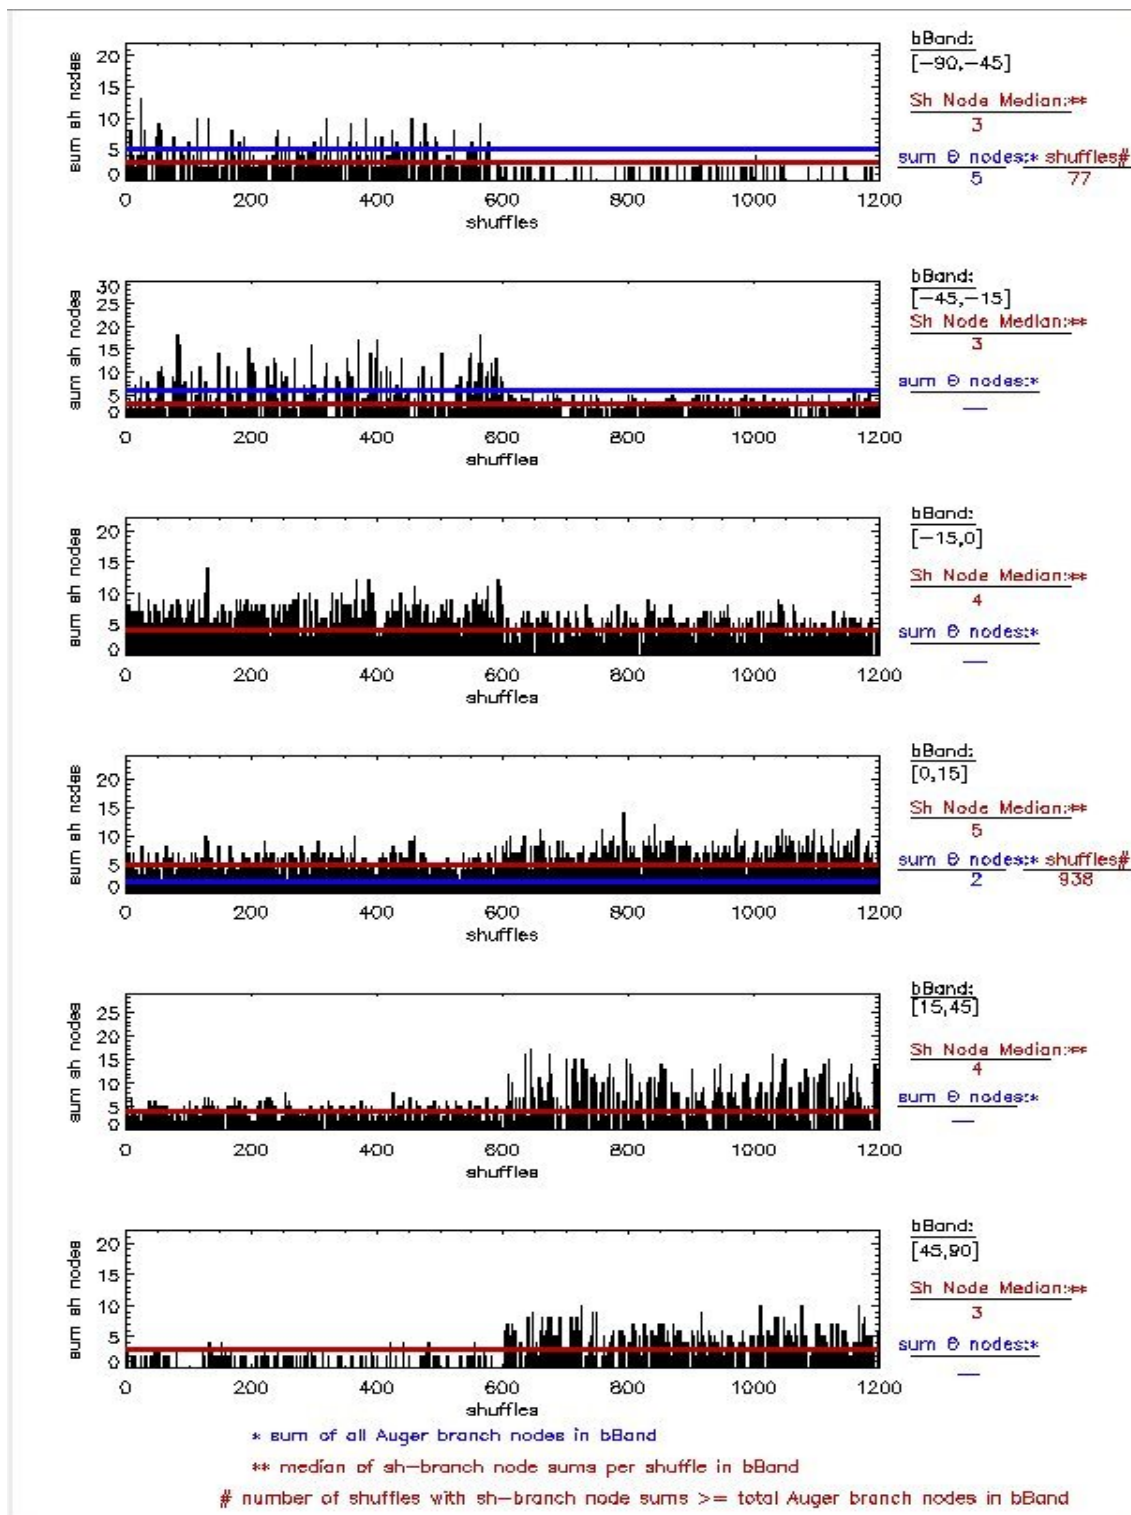 bBand:
[-90,-45]
Sh Node Median:**
3
sum Θ nodes:* shuffles#
5 77
sum sh nodes
20
15
10
5
0
0 200 400 600 800 1000 1200
shuffles
bBand:
[-45,-15]
Sh Node Median:**
3
sum Θ nodes:*
—
sum sh nodes
30
25
20
15
10
5
0
0 200 400 600 800 1000 1200
shuffles
bBand:
[-15,0]
Sh Node Median:**
4
sum Θ nodes:*
—
sum sh nodes
20
15
10
5
0
0 200 400 600 800 1000 1200
shuffles
bBand:
[0,15]
Sh Node Median:**
5
sum Θ nodes:* shuffles#
2 938
sum sh nodes
20
15
10
5
0
0 200 400 600 800 1000 1200
shuffles
bBand:
[15,45]
Sh Node Median:**
4
sum Θ nodes:*
—
sum sh nodes
25
20
15
10
5
0
0 200 400 600 800 1000 1200
shuffles
bBand:
[45,90]
Sh Node Median:**
3
sum Θ nodes:*
—
sum sh nodes
20
15
10
5
0
0 200 400 600 800 1000 1200
shuffles
* sum of all Auger branch nodes in bBand
** median of sh-branch node sums per shuffle in bBand
# number of shuffles with sh-branch node sums >= total Auger branch nodes in bBand